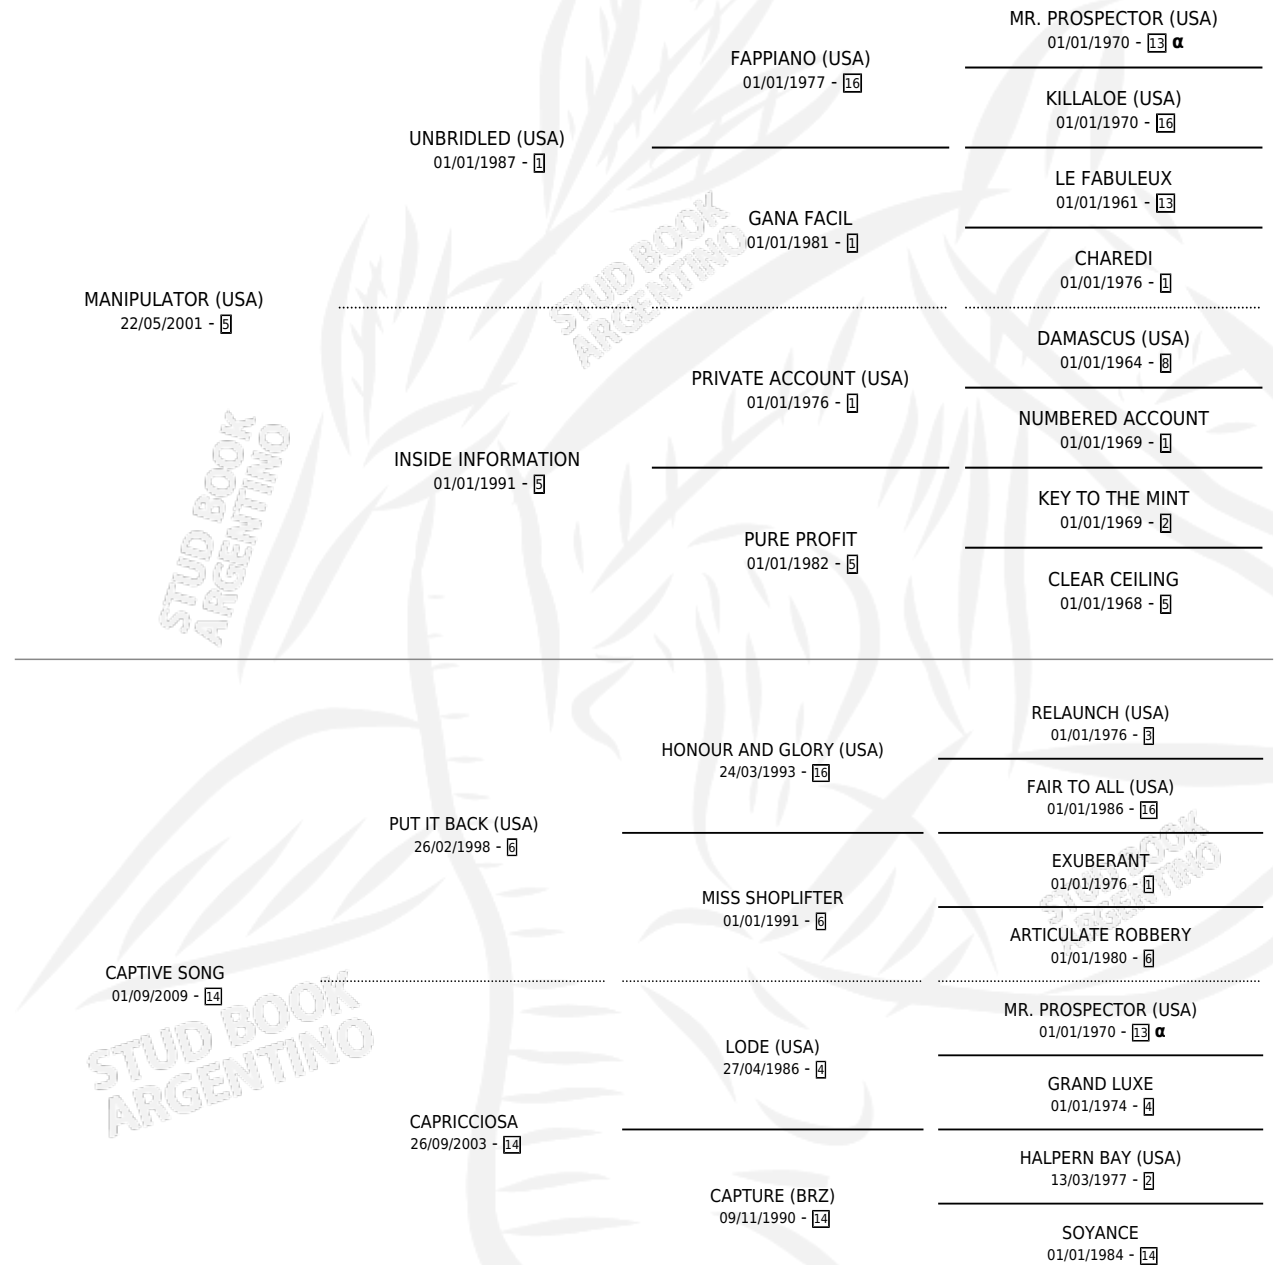 MR. PROSPECTOR (USA)
01/01/1970 - 13 α
FAPPIANO (USA)
01/01/1977 - 16
KILLALOE (USA)
01/01/1970 - 16
UNBRIDLED (USA)
01/01/1987 - 1
LE FABULEUX
01/01/1961 - 13
GANA FACIL
01/01/1981 - 1
CHAREDI
01/01/1976 - 1
MANIPULATOR (USA)
22/05/2001 - 5
DAMASCUS (USA)
01/01/1964 - 8
PRIVATE ACCOUNT (USA)
01/01/1976 - 1
NUMBERED ACCOUNT
01/01/1969 - 1
INSIDE INFORMATION
01/01/1991 - 5
KEY TO THE MINT
01/01/1969 - 2
PURE PROFIT
01/01/1982 - 5
CLEAR CEILING
01/01/1968 - 5
RELAUNCH (USA)
01/01/1976 - 3
HONOUR AND GLORY (USA)
24/03/1993 - 16
FAIR TO ALL (USA)
01/01/1986 - 16
PUT IT BACK (USA)
26/02/1998 - 6
EXUBERANT
01/01/1976 - 1
MISS SHOPLIFTER
01/01/1991 - 6
ARTICULATE ROBBERY
01/01/1980 - 6
CAPTIVE SONG
01/09/2009 - 14
MR. PROSPECTOR (USA)
01/01/1970 - 13 α
LODE (USA)
27/04/1986 - 4
GRAND LUXE
01/01/1974 - 4
CAPRICCIOSA
26/09/2003 - 14
HALPERN BAY (USA)
13/03/1977 - 2
CAPTURE (BRZ)
09/11/1990 - 14
SOYANCE
01/01/1984 - 14
STUD BOOK
ARGENTINO
STUD BOOK
ARGENTINO
STUD BOOK
ARGENTINO
STUD BOOK
ARGENTINO